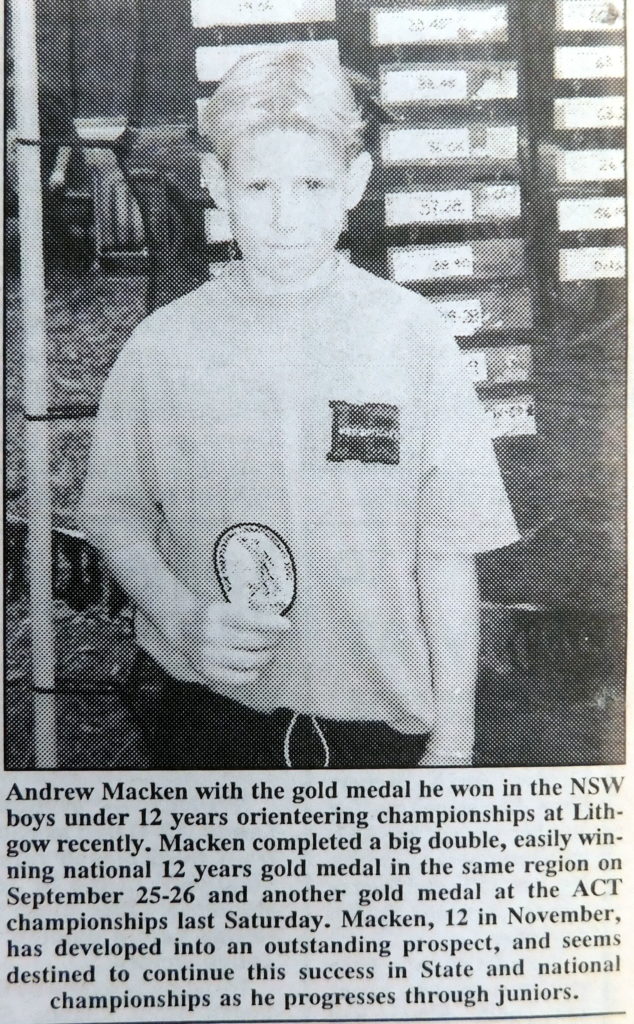 37.28
Andrew Macken with the gold medal he won in the NSW
boys under 12 years orienteering championships at Lith-
gow recently. Macken completed a big double, easily win-
ning national 12 years gold medal in the same region on
September 25-26 and another gold medal at the ACT
championships last Saturday. Macken, 12 in November,
has developed into an outstanding prospect, and seems
destined to continue this success in State and national
championships as he progresses through juniors.